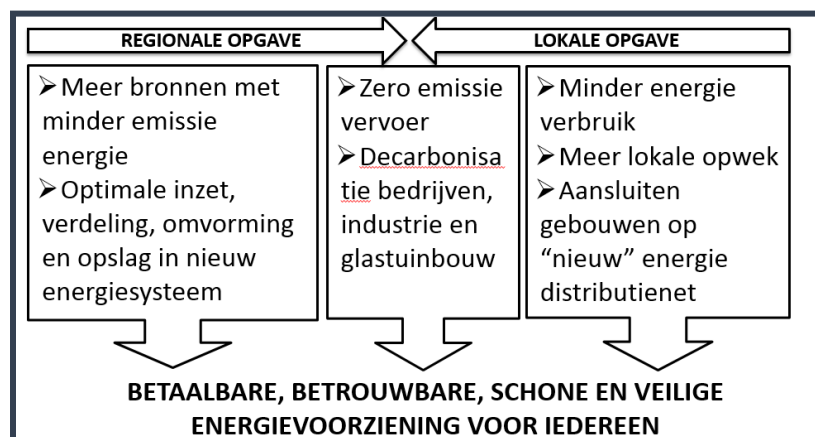 REGIONALE OPGAVE
LOKALE OPGAVE
➢Meer bronnen met
minder emissie
energie
➢Optimale inzet,
verdeling, omvorming
en opslag in nieuw
energiesysteem
➢Zero emissie
vervoer
➢Decarbonisa
tie bedrijven,
industrie en
glastuinbouw
➢Minder energie
verbruik
➢Meer lokale opwek
➢Aansluiten
gebouwen op
“nieuw” energie
distributienet
BETAALBARE, BETROUWBARE, SCHONE EN VEILIGE
ENERGIEVOORZIENING VOOR IEDEREEN